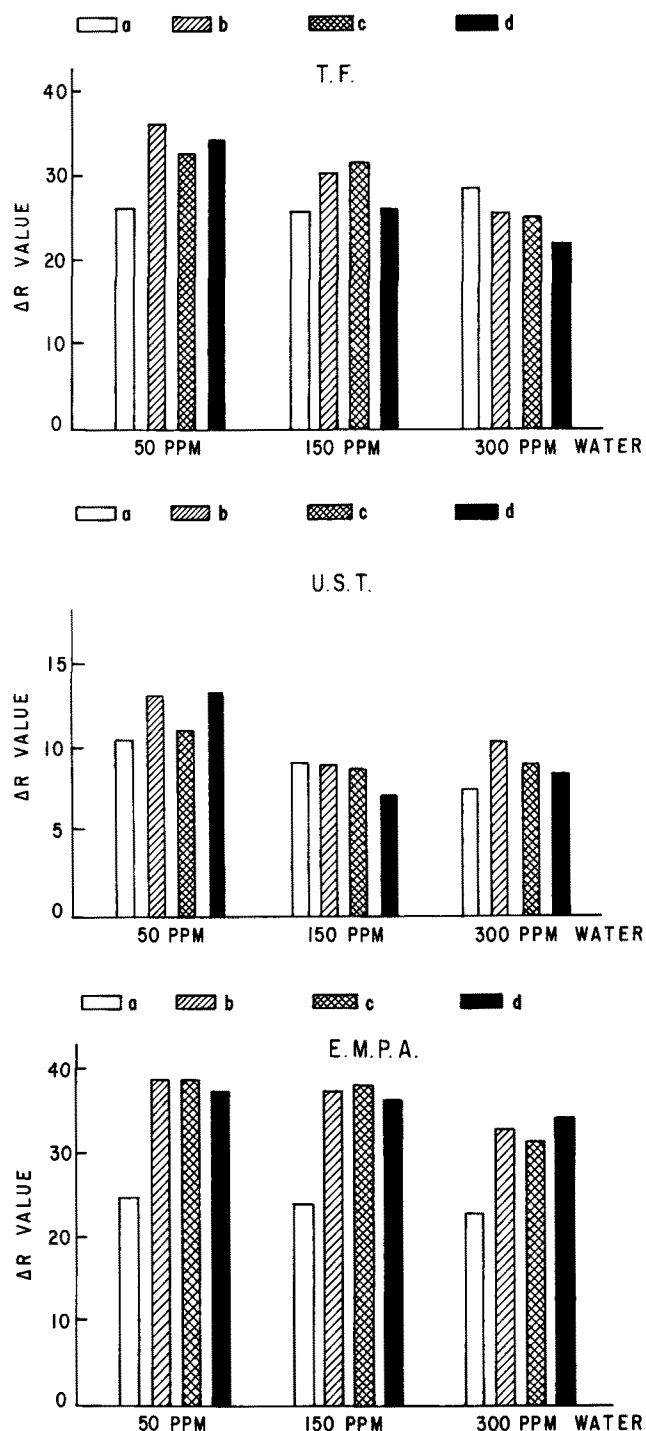 a b c d
T. F.
40
30
20
10
0
ΔR VALUE
50 PPM 150 PPM 300 PPM WATER
a b c d
U.S.T.
15
10
5
0
ΔR VALUE
50 PPM 150 PPM 300 PPM WATER
a b c d
E.M.P.A.
40
30
20
10
0
ΔR VALUE
50 PPM 150 PPM 300 PPM WATER